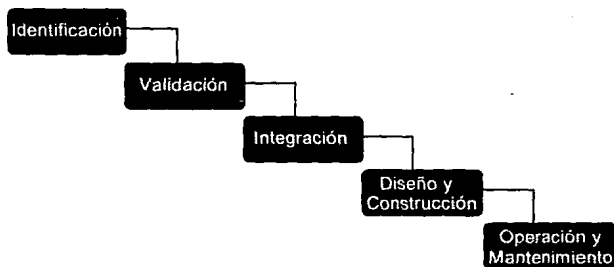 Identificación
Validación
Integración
Diseño y
Construcción
Operación y
Mantenimiento